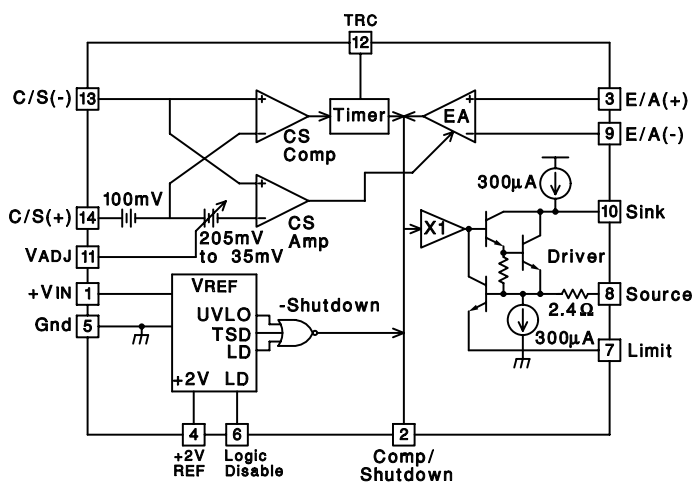 TRC
12
C/S(-) 13
+
CS
Comp
-
Timer
EA
+
-
3 E/A(+)
9 E/A(-)
100mV
C/S(+) 14
+
CS
Amp
-
205mV
to 35mV
VADJ 11
X1
300µA
10 Sink
Driver
+VIN 1
Gnd 5
VREF
UVLO
TSD
LD
-Shutdown
+2V LD
2.4Ω
8 Source
300µA
7 Limit
4
+2V
REF
6
Logic
Disable
2
Comp/
Shutdown